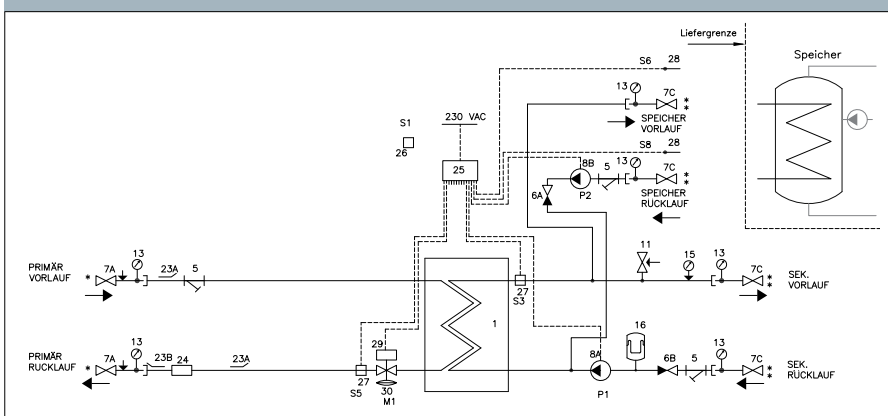 Liefergrenze
Speicher
S6 28
13 7C *
*
SPEICHER
VORLAUF
S1
26
230 VAC
25
S8 28
8B 5 13 7C *
*
6A P2
SPEICHER
RÜCKLAUF
PRIMÄR
VORLAUF
* 7A 13 23A 5
27
S3
1
11 15 13 7C *
*
SEK.
VORLAUF
PRIMÄR
RUCKLAUF
* 7A 13 23B 24 23A
27
S5
29
30
M1
8A
P1
16
6B 5 13 7C *
*
SEK.
RÜCKLAUF